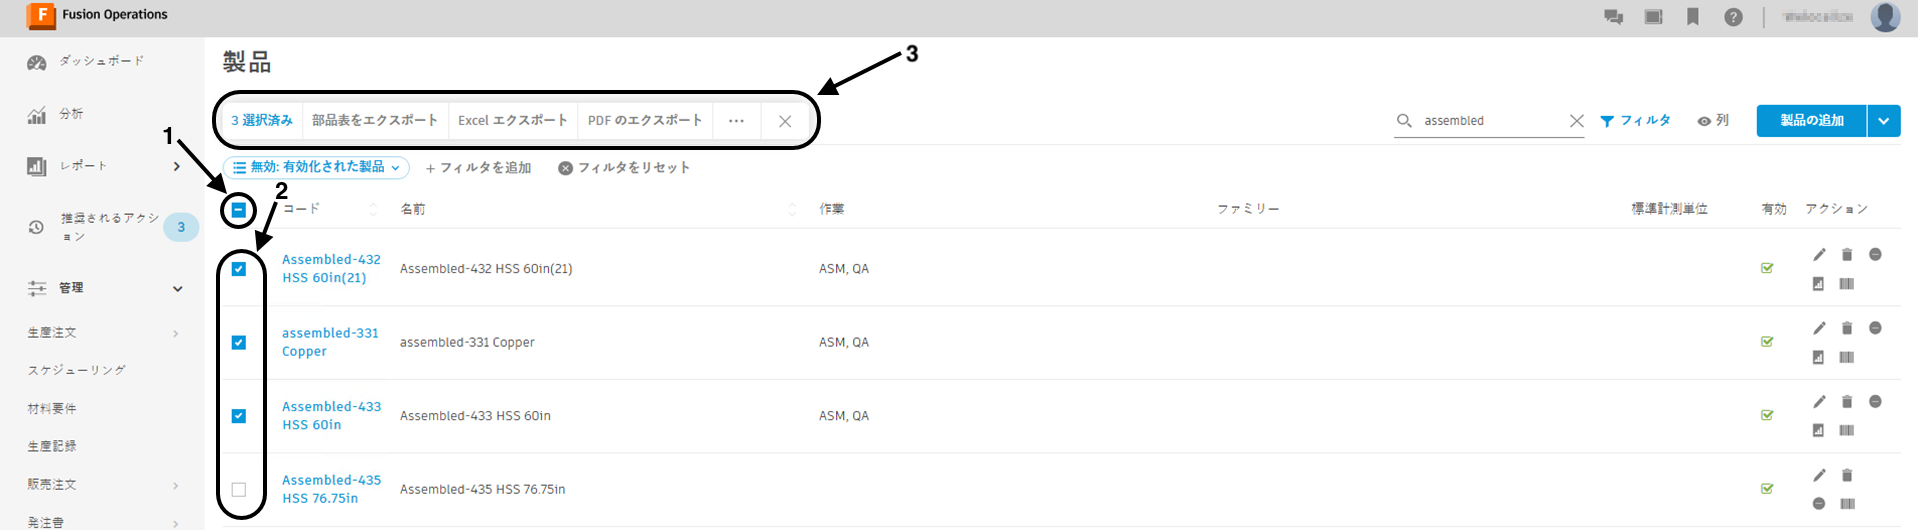 F Fusion Operations
ダッシュボード
分析
レポート
推奨されるアクシ
ョン
3
管理
生産注文
スケジューリング
材料要件
生産記録
販売注文
発注書
製品
3
3 選択済み 部品表をエクスポート Excel エクスポート PDF のエクスポート ...
assembled フィルタ 列 製品の追加
1
無効: 有効化された製品 + フィルタを追加 フィルタをリセット
2
コード 名前 作業 ファミリー 標準計測単位 有効 アクション
Assembled-432
HSS 60in(21)
Assembled-432 HSS 60in(21) ASM, QA
assembled-331
Copper
assembled-331 Copper ASM, QA
Assembled-433
HSS 60in
Assembled-433 HSS 60in ASM, QA
Assembled-435
HSS 76.75in
Assembled-435 HSS 76.75in